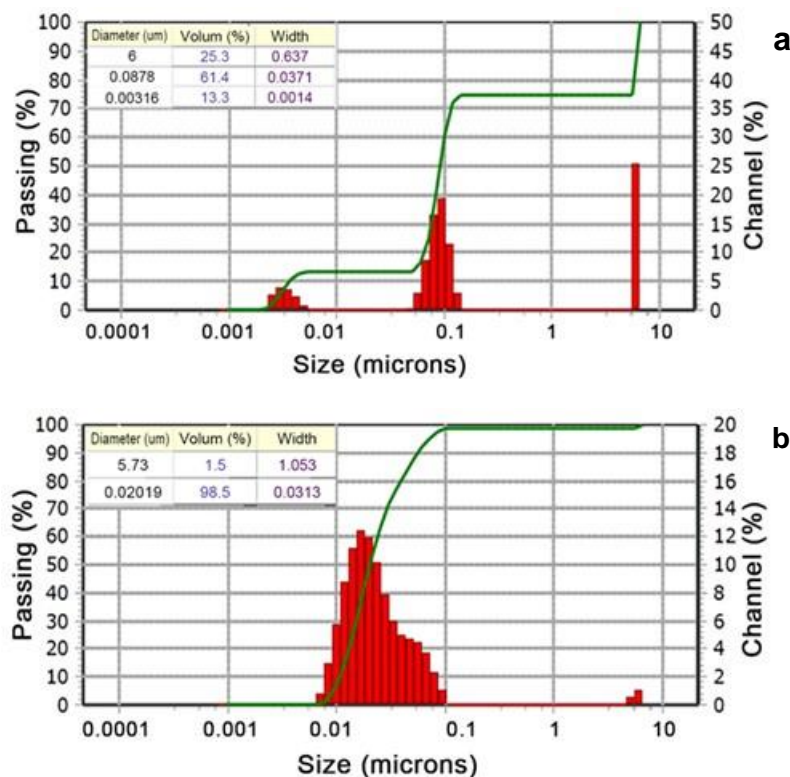 a
Diameter (um) Volum (%) Width
6 25.3 0.637
0.0878 61.4 0.0371
0.00316 13.3 0.0014
100 90 80 70 60 50 40 30 20 10 0
Passing (%)
50 45 40 35 30 25 20 15 10 5 0
Channel (%)
0.0001 0.001 0.01 0.1 1 10
Size (microns)
b
Diameter (um) Volum (%) Width
5.73 1.5 1.053
0.02019 98.5 0.0313
100 90 80 70 60 50 40 30 20 10 0
Passing (%)
20 18 16 14 12 10 8 6 4 2 0
Channel (%)
0.0001 0.001 0.01 0.1 1 10
Size (microns)